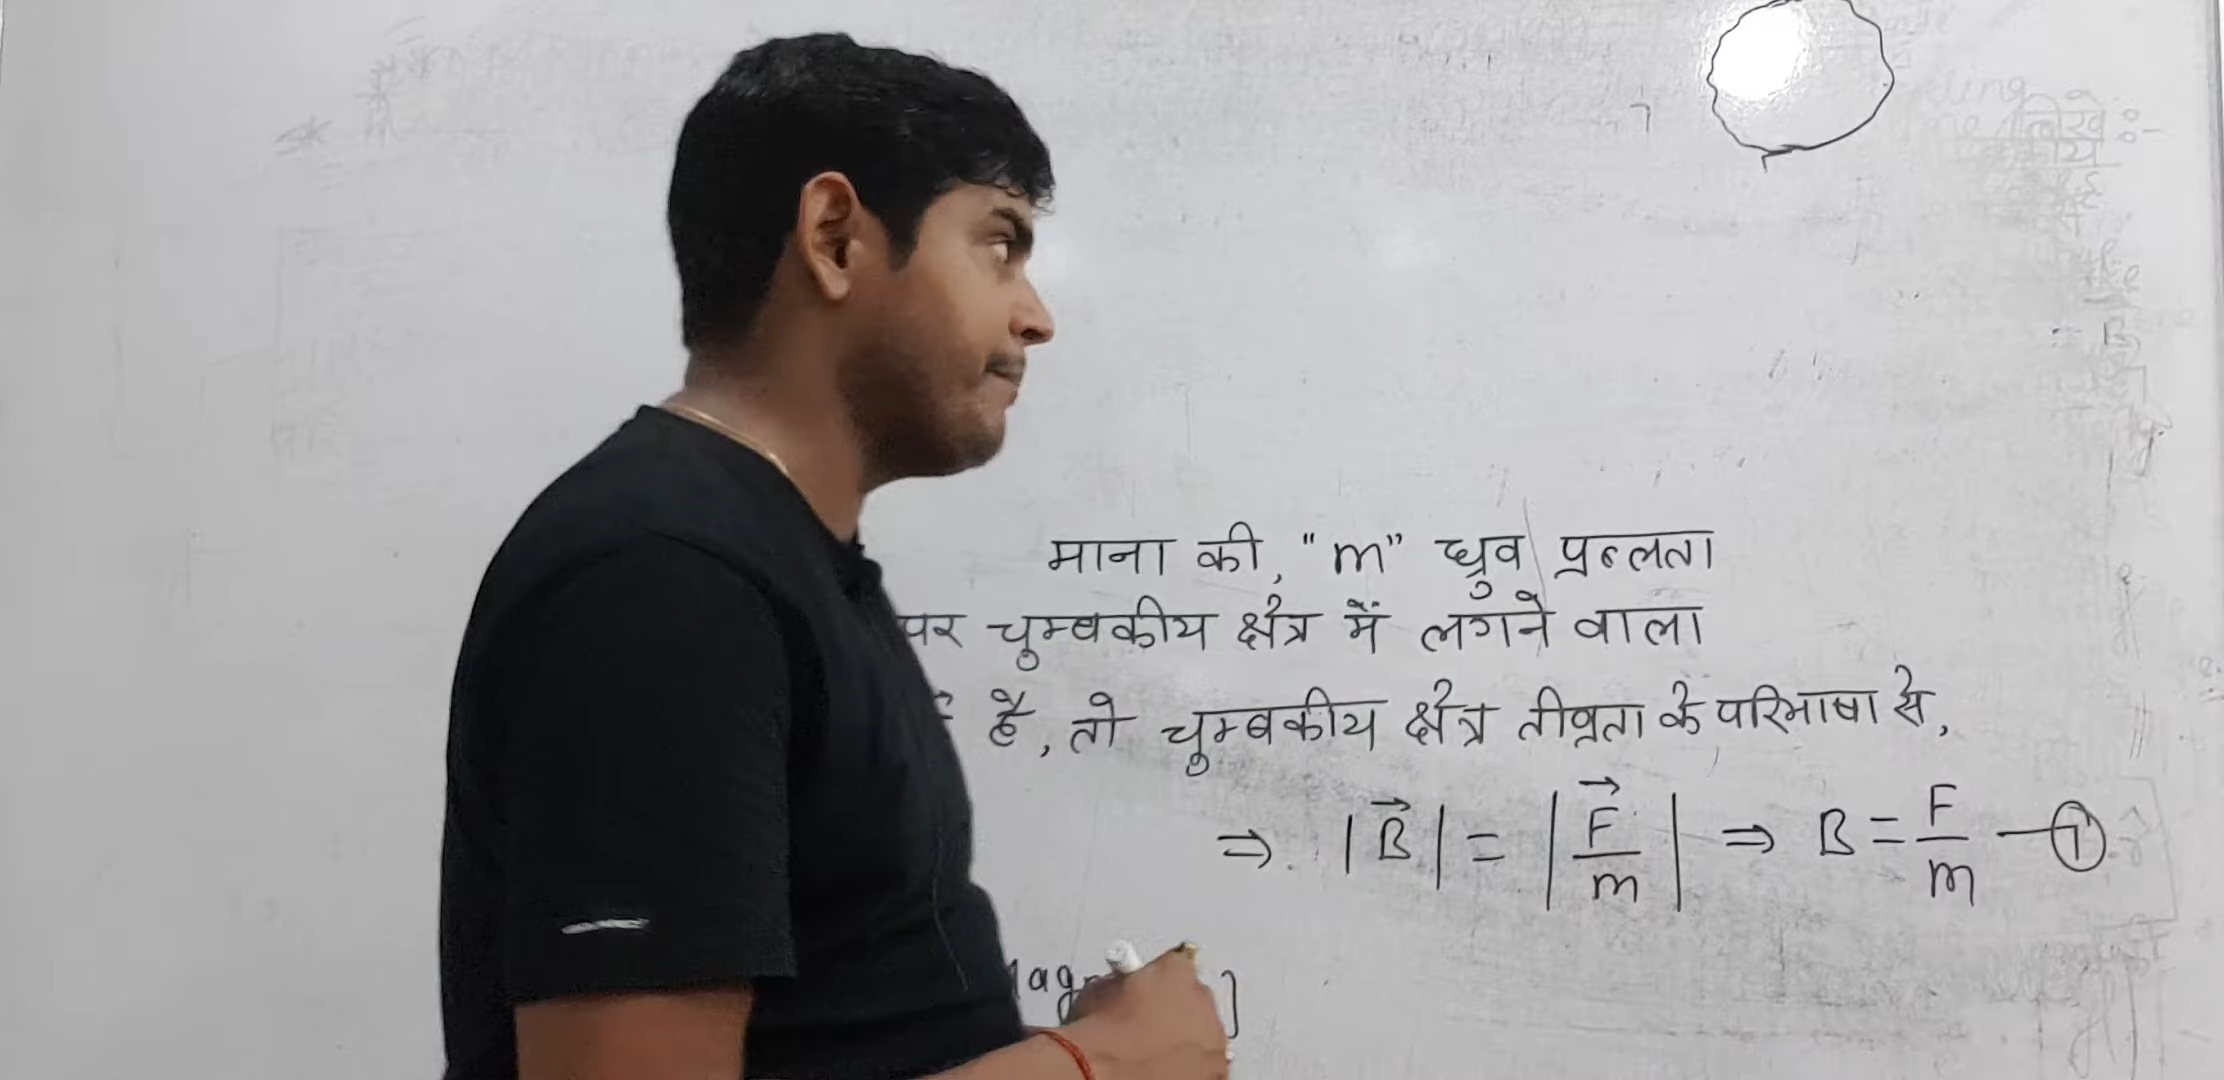 माना की, "m" ध्रुव प्रबलता
पर चुम्बकीय क्षेत्र में लगने वाला
है, तो चुम्बकीय क्षेत्र तीव्रता के परिभाषा से,
⇒ |B⃗| = |F⃗/m| ⇒ B = F/m —①